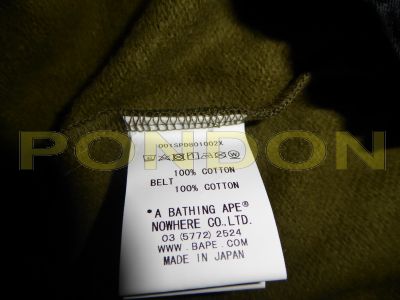 001SPD801002X
100% COTTON
BELT
100% COTTON
"A BATHING APE®
NOWHERE CO.,LTD.
03 (5772) 2524
WWW.BAPE.COM
MADE IN JAPAN
PONDON